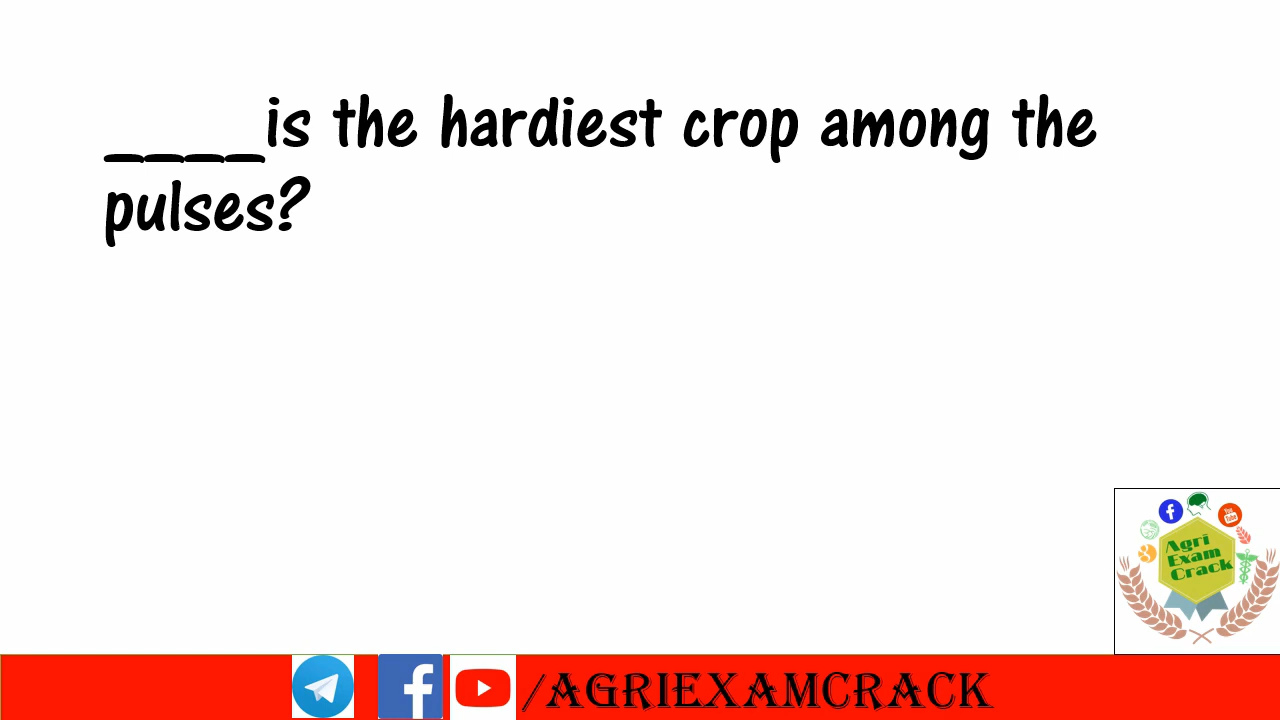 ____is the hardiest crop among the
pulses?
Agri
Exam
Crack
/AGRIEXAMCRACK